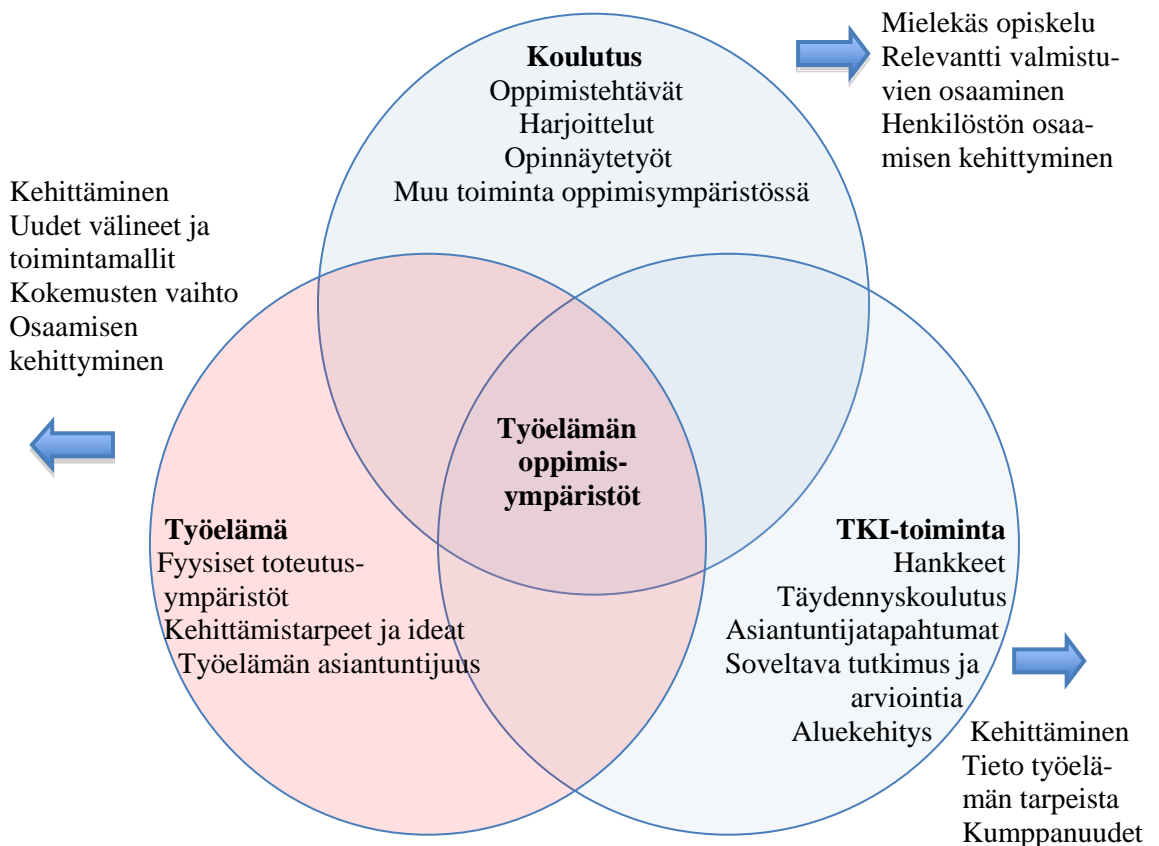 Mielekäs opiskelu
Relevantti valmistu-
vien osaaminen
Henkilöstön osaa-
misen kehittyminen
Koulutus
Oppimistehtävät
Harjoittelut
Opinnäytetyöt
Muu toiminta oppimisympäristössä
Kehittäminen
Uudet välineet ja
toimintamallit
Kokemusten vaihto
Osaamisen
kehittyminen
Työelämän
oppimis-
ympäristöt
Työelämä
Fyysiset toteutus-
ympäristöt
Kehittämistarpeet ja ideat
Työelämän asiantuntijuus
TKI-toiminta
Hankkeet
Täydennyskoulutus
Asiantuntijatapahtumat
Soveltava tutkimus ja
arviointia
Aluekehitys
Kehittäminen
Tieto työelä-
män tarpeista
Kumppanuudet